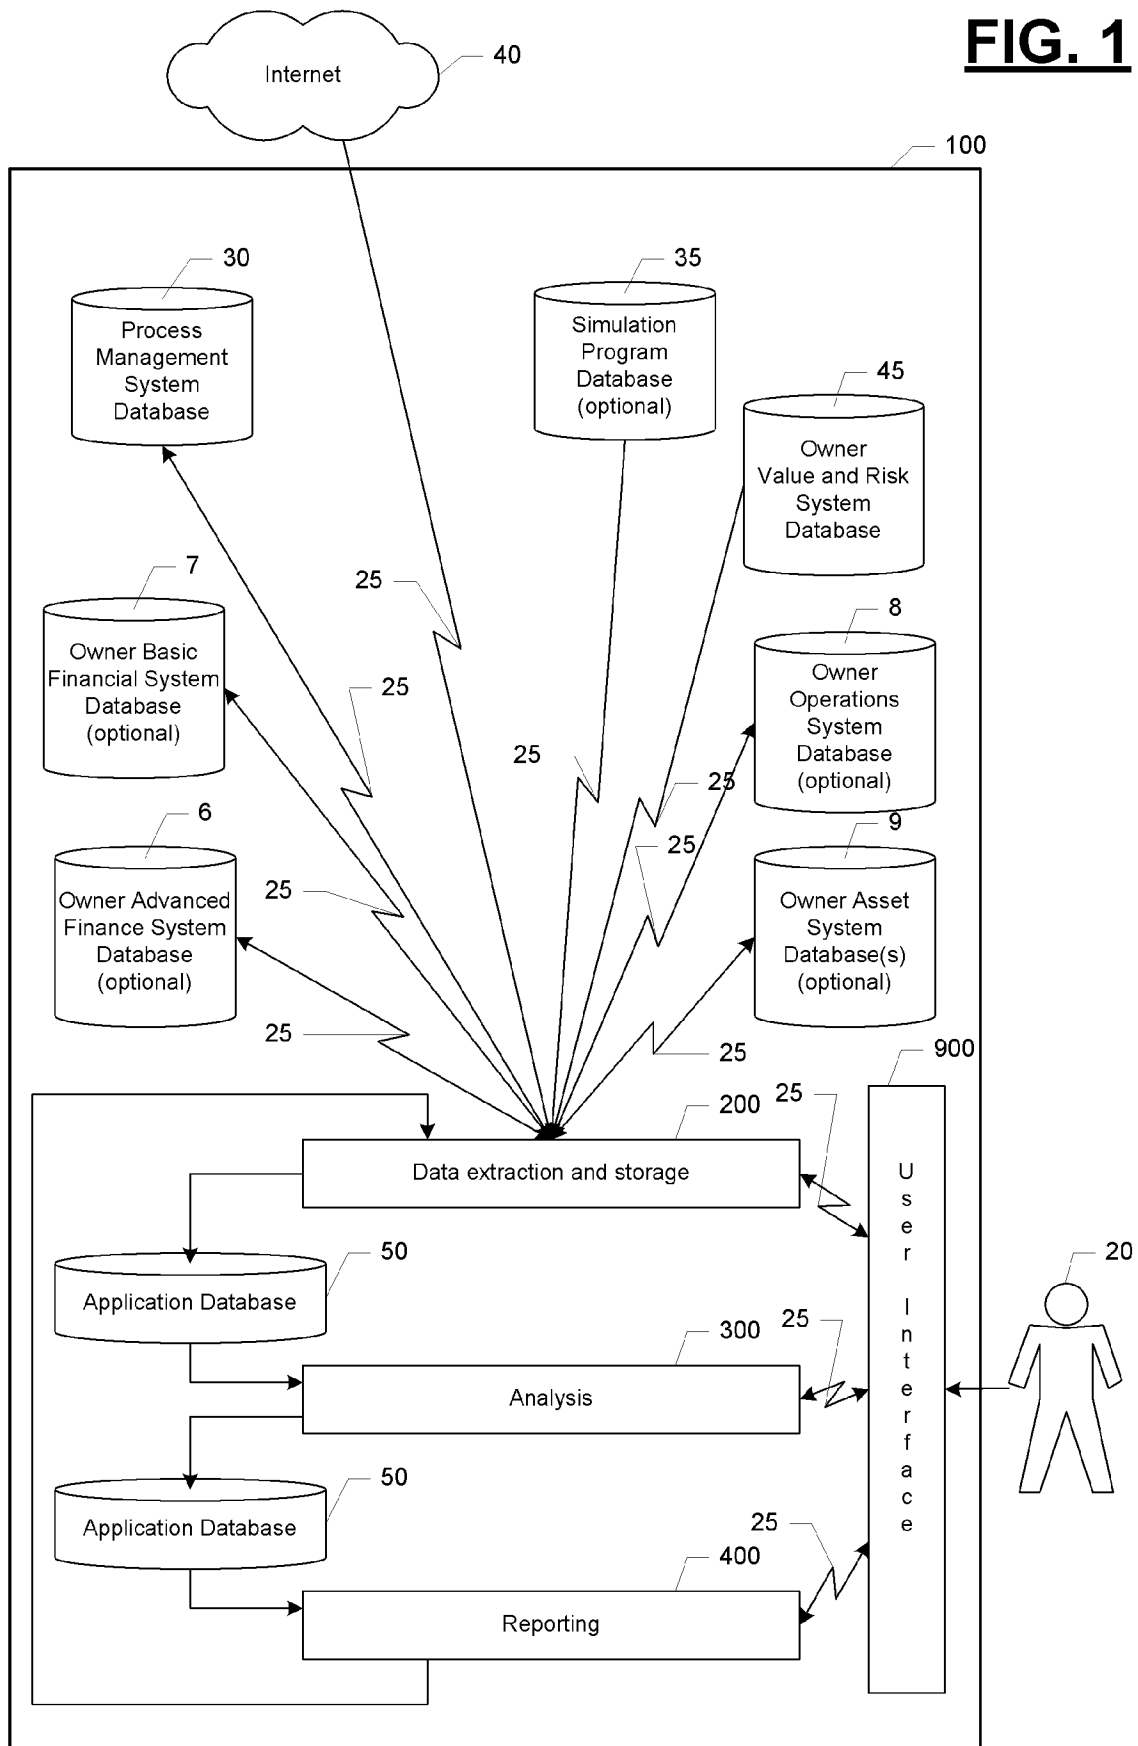 FIG. 1
40
Internet
100
30
Process
Management
System
Database
35
Simulation
Program
Database
(optional)
45
Owner
Value and Risk
System
Database
7
Owner Basic
Financial System
Database
(optional)
25
25
8
Owner
Operations
System
Database
(optional)
25
25
6
Owner Advanced
Finance System
Database
(optional)
25
25
9
Owner Asset
System
Database(s)
(optional)
25
25
900
200
25
Data extraction and storage
User Interface
50
Application Database
20
300
25
Analysis
50
Application Database
25
400
Reporting